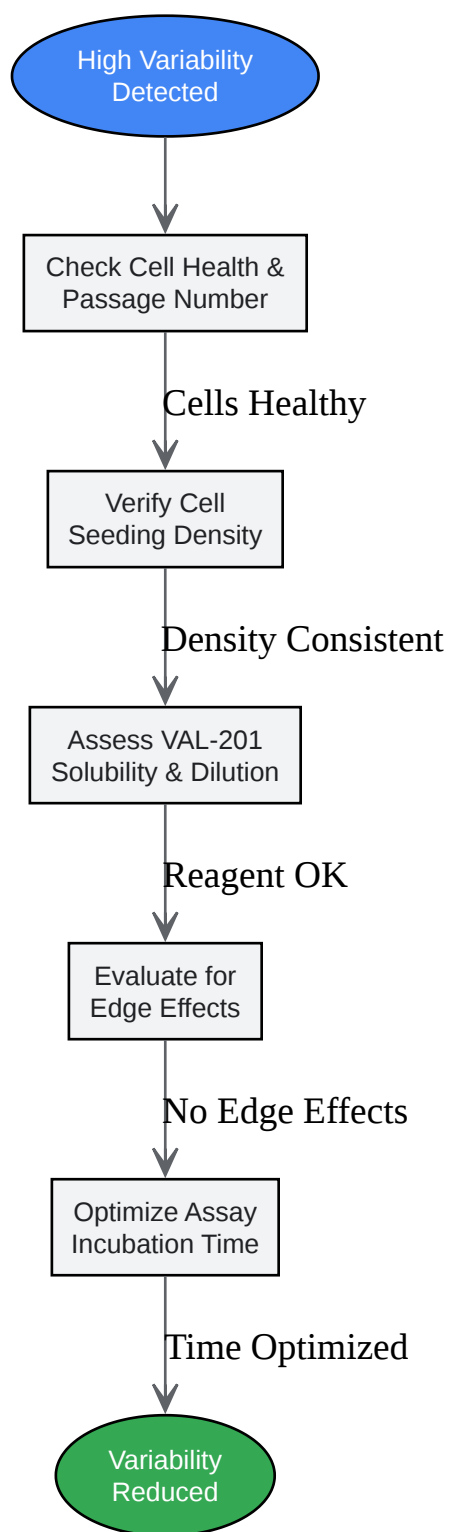 High Variability
Detected
Check Cell Health &
Passage Number
Cells Healthy
Verify Cell
Seeding Density
Density Consistent
Assess VAL-201
Solubility & Dilution
Reagent OK
Evaluate for
Edge Effects
No Edge Effects
Optimize Assay
Incubation Time
Time Optimized
Variability
Reduced